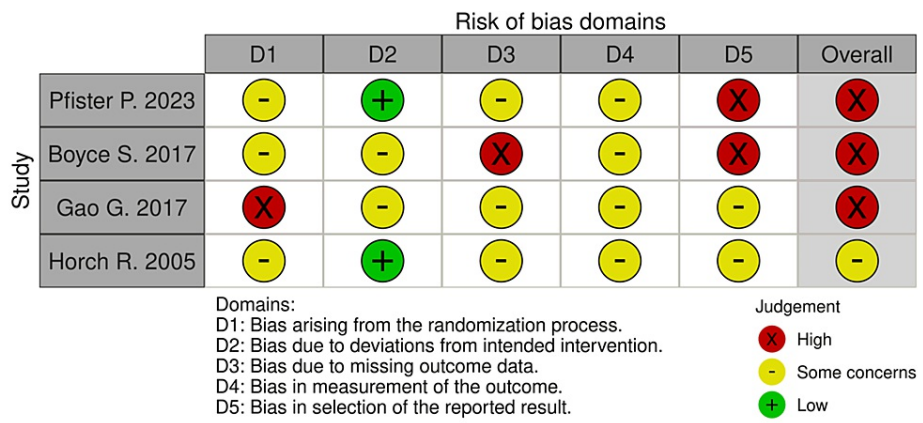 Risk of bias domains
D1 D2 D3 D4 D5 Overall
Study
Pfister P. 2023 - + - - X X
Boyce S. 2017 - - X - X X
Gao G. 2017 X - - - - X
Horch R. 2005 - + - - - -
Domains:
D1: Bias arising from the randomization process.
D2: Bias due to deviations from intended intervention.
D3: Bias due to missing outcome data.
D4: Bias in measurement of the outcome.
D5: Bias in selection of the reported result.
Judgement
X High
- Some concerns
+ Low